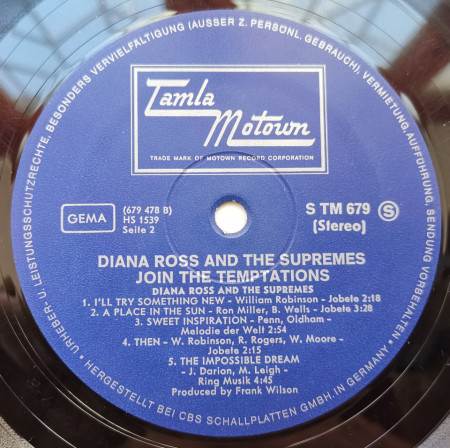 URHEBER- U. LEISTUNGSSCHUTZRECHTE, BESONDERS VERVIELFÄLTIGUNG (AUSSER Z. PERSÖNL. GEBRAUCH), VERMIETUNG, AUFFÜHRUNG, SENDUNG VORBEHALTEN
Tamla
Motown
TRADE MARK OF MOTOWN RECORD CORPORATION
GEMA
(679 478 B)
HS 1539
Seite 2
S TM 679 S
(Stereo)
DIANA ROSS AND THE SUPREMES
JOIN THE TEMPTATIONS
DIANA ROSS AND THE SUPREMES
1. I'LL TRY SOMETHING NEW - William Robinson - Jobete 2:18
2. A PLACE IN THE SUN - Ron Miller, B. Wells - Jobete 3:28
3. SWEET INSPIRATION - Penn, Oldham -
Melodie der Welt 2:54
4. THEN - W. Robinson, R. Rogers, W. Moore -
Jobete 2:15
5. THE IMPOSSIBLE DREAM
- J. Darion, M. Leigh -
Ring Musik 4:45
Produced by Frank Wilson
• HERGESTELLT BEI CBS SCHALLPLATTEN GMBH. IN GERMANY •